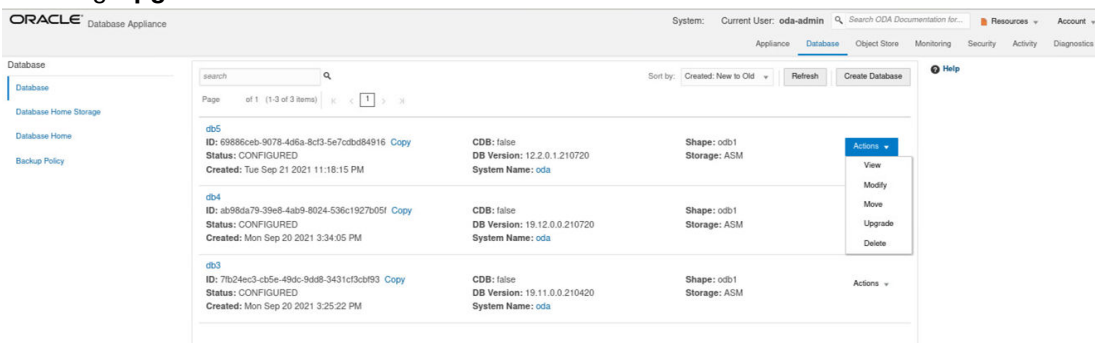 ORACLE Database Appliance
System: Current User: oda-admin Search ODA Documentation for... Resources Account
Appliance Database Object Store Monitoring Security Activity Diagnostics
Database
Database
Database Home Storage
Database Home
Backup Policy
search
Sort by: Created: New to Old Refresh Create Database
Help
Page of 1 (1-3 of 3 items) 1
db5
ID: 69886ceb-9078-4d6a-8cf3-5e7cdbd84916 Copy CDB: false Shape: odb1 Actions
Status: CONFIGURED DB Version: 12.2.0.1.210720 Storage: ASM
Created: Tue Sep 21 2021 11:18:15 PM System Name: oda
View
Modify
Move
Upgrade
Delete
db4
ID: ab98da79-39e8-4ab9-8024-536c1927b05f Copy CDB: false Shape: odb1
Status: CONFIGURED DB Version: 19.12.0.0.210720 Storage: ASM
Created: Mon Sep 20 2021 3:34:05 PM System Name: oda
db3
ID: 7fb24ec3-cb5e-49dc-9dd8-3431cf3cbf93 Copy CDB: false Shape: odb1 Actions
Status: CONFIGURED DB Version: 19.11.0.0.210420 Storage: ASM
Created: Mon Sep 20 2021 3:25:22 PM System Name: oda